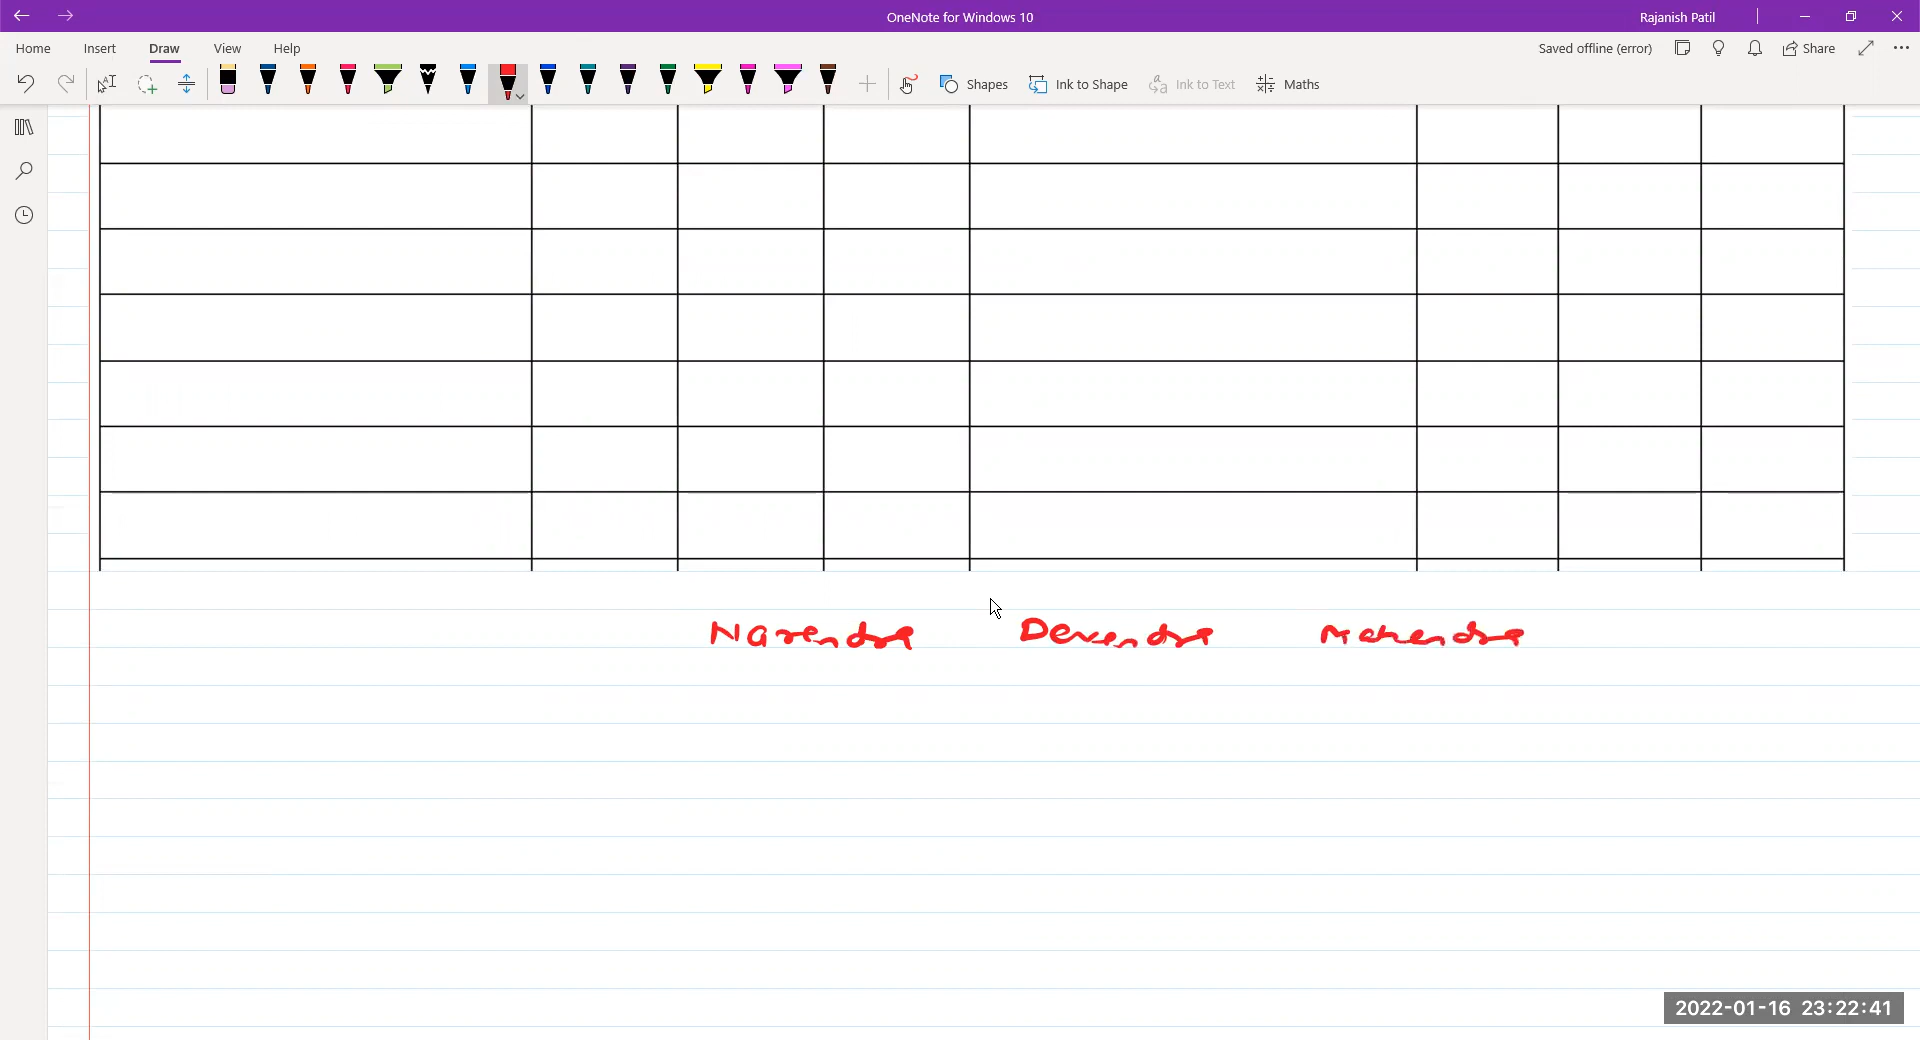 OneNote for Windows 10
Rajanish Patil
Home Insert Draw View Help
Saved offline (error) Share
Shapes Ink to Shape Ink to Text Maths
Narendra Devendra Mahendra
2022-01-16 23:22:41